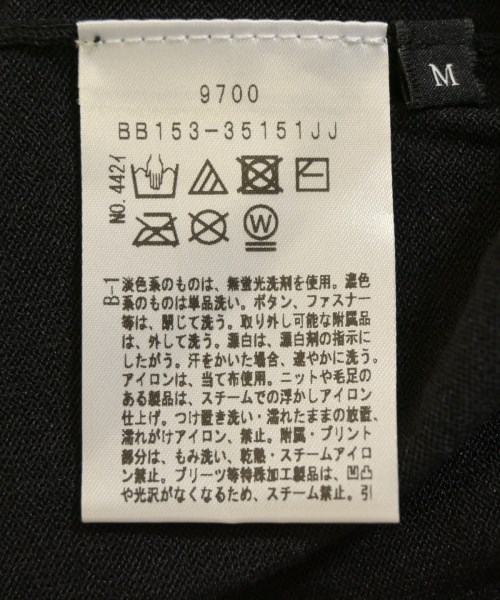 M
9700
BB153-35151JJ
NO. 4421
W
B-1
淡色系のものは、無蛍光洗剤を使用。濃色
系のものは単品洗い。ボタン、ファスナー
等は、閉じて洗う。取り外し可能な附属品
は、外して洗う。漂白は、漂白剤の指示に
したがう。汗をかいた場合、速やかに洗う。
アイロンは、当て布使用。ニットや毛足の
ある製品は、スチームでの浮かしアイロン
仕上げ。つけ置き洗い・濡れたままの放置、
濡れがけアイロン、禁止。附属・プリント
部分は、もみ洗い、乾熱・スチームアイロ
ン禁止。プリーツ等特殊加工製品は、凹凸
や光沢がなくなるため、スチーム禁止。引